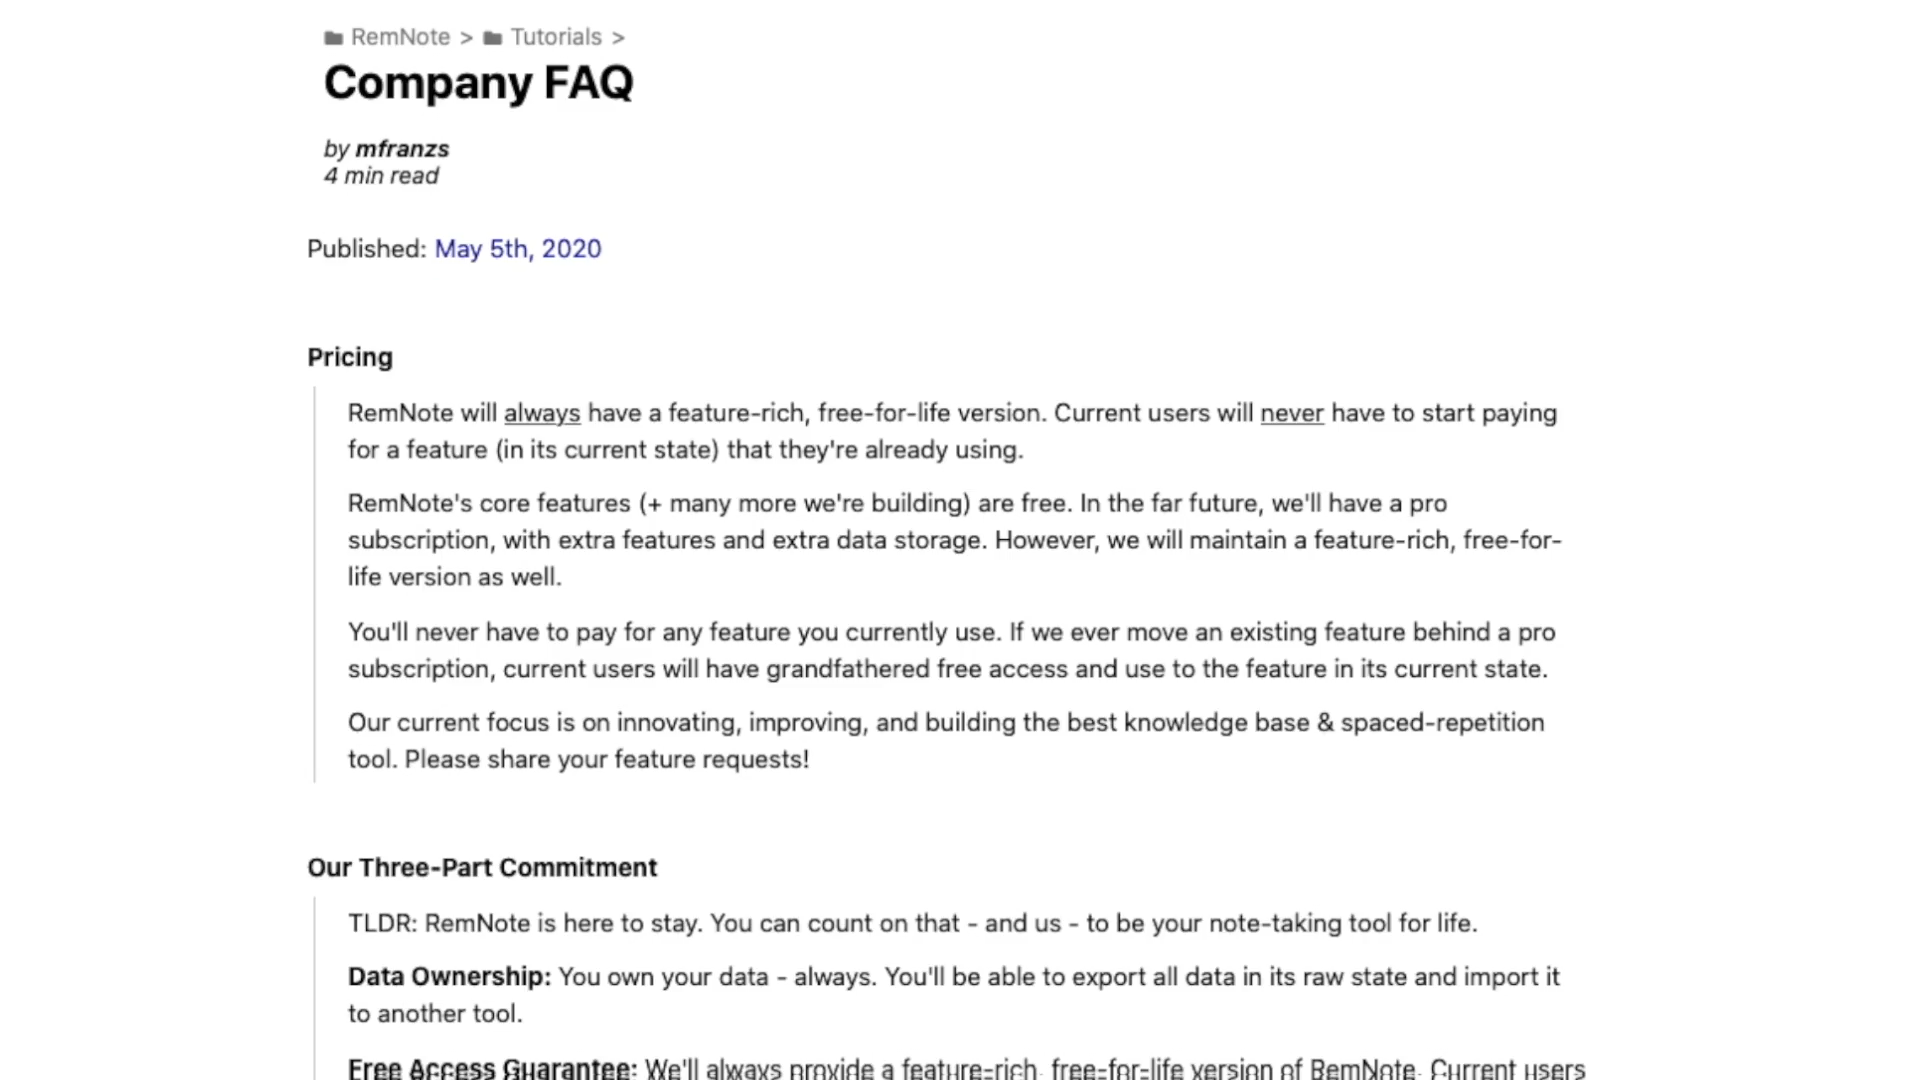 RemNote > Tutorials >
Company FAQ
by mfranzs
4 min read
Published: May 5th, 2020
Pricing
RemNote will always have a feature-rich, free-for-life version. Current users will never have to start paying
for a feature (in its current state) that they're already using.
RemNote's core features (+ many more we're building) are free. In the far future, we'll have a pro
subscription, with extra features and extra data storage. However, we will maintain a feature-rich, free-for-
life version as well.
You'll never have to pay for any feature you currently use. If we ever move an existing feature behind a pro
subscription, current users will have grandfathered free access and use to the feature in its current state.
Our current focus is on innovating, improving, and building the best knowledge base & spaced-repetition
tool. Please share your feature requests!
Our Three-Part Commitment
TLDR: RemNote is here to stay. You can count on that - and us - to be your note-taking tool for life.
Data Ownership: You own your data - always. You'll be able to export all data in its raw state and import it
to another tool.
Free Access Guarantee: We'll always provide a feature-rich, free-for-life version of RemNote. Current users